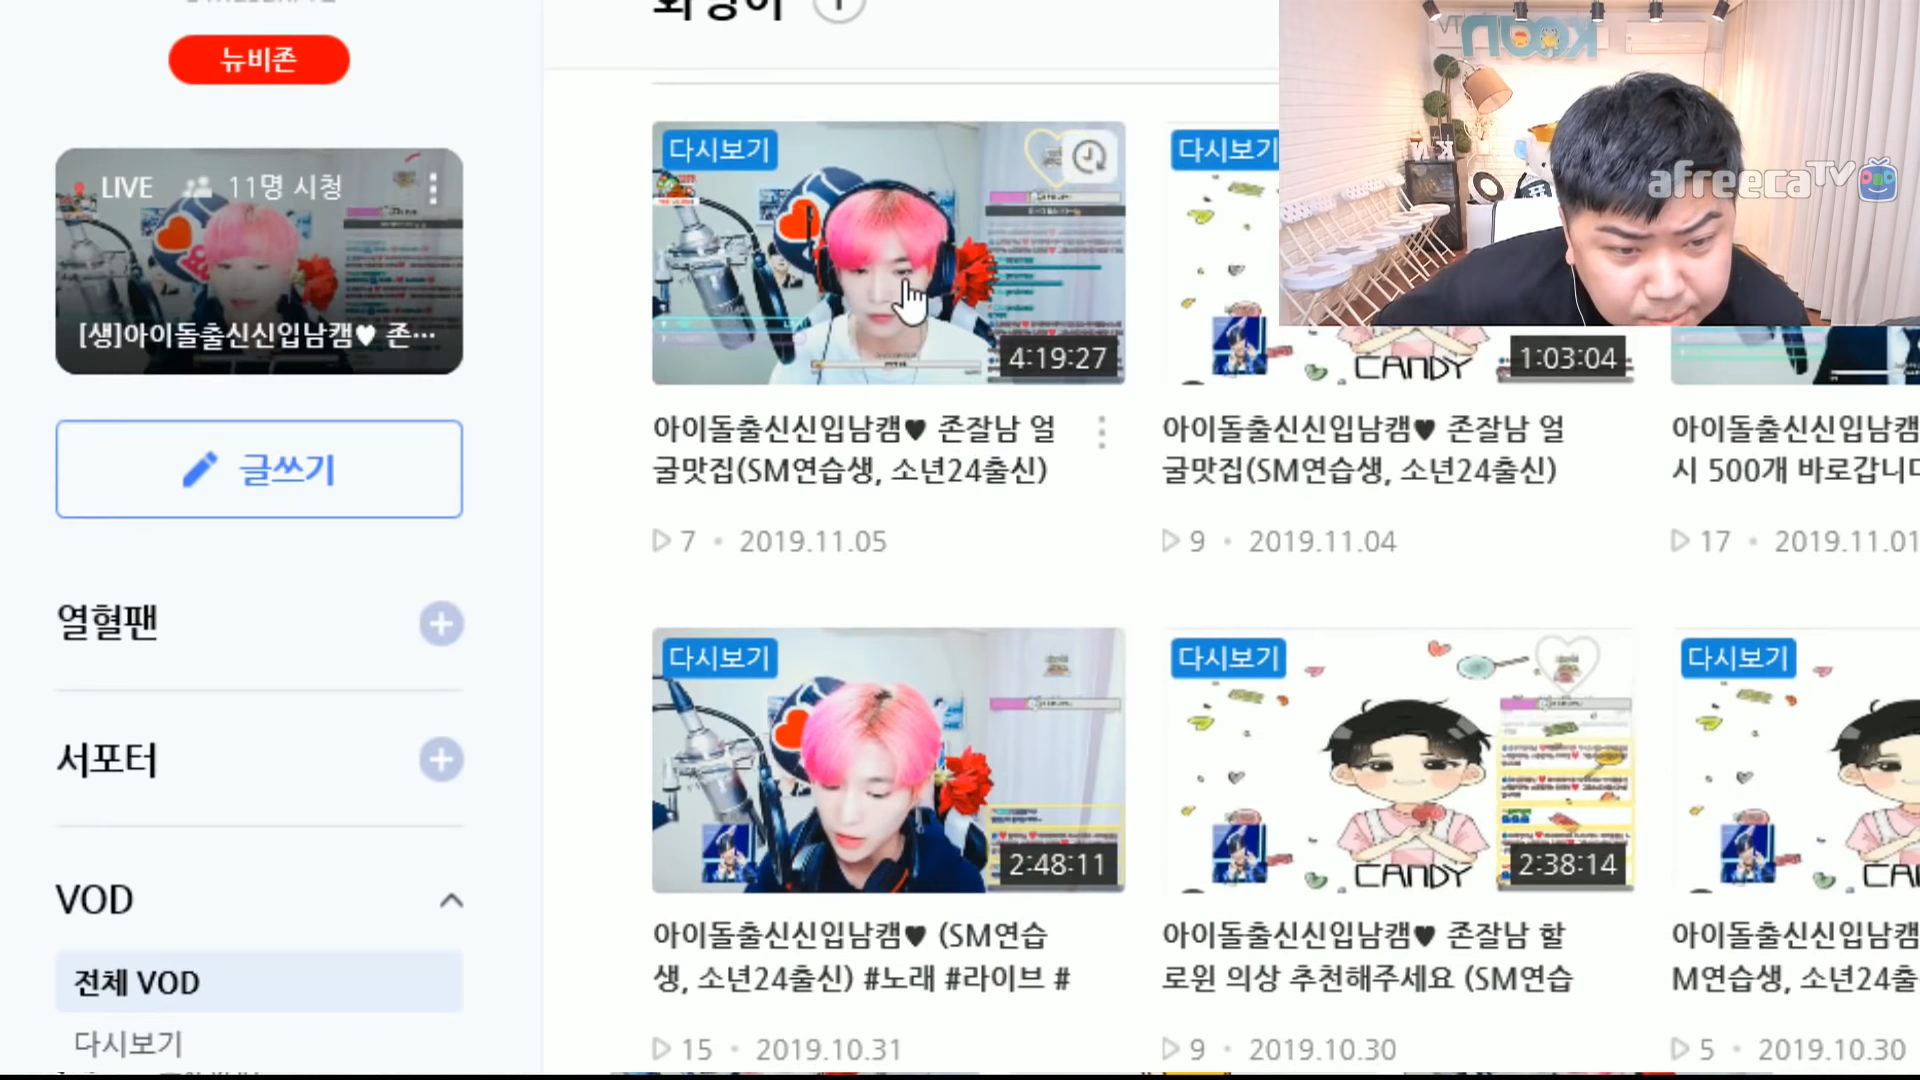 뉴비존
LIVE 11명 시청
[생]아이돌출신신입남캠♥ 존…
글쓰기
열혈팬
서포터
VOD
전체 VOD
다시보기
다시보기
4:19:27
아이돌출신신입남캠♥ 존잘남 얼
굴맛집(SM연습생, 소년24출신)
7 • 2019.11.05
다시보기
CANDY
1:03:04
아이돌출신신입남캠♥ 존잘남 얼
굴맛집(SM연습생, 소년24출신)
9 • 2019.11.04
아이돌출신신입남캠
시 500개 바로갑니다
17 • 2019.11.01
afreecaTV
다시보기
2:48:11
아이돌출신신입남캠♥ (SM연습
생, 소년24출신) #노래 #라이브 #
15 • 2019.10.31
다시보기
CANDY
2:38:14
아이돌출신신입남캠♥ 존잘남 할
로윈 의상 추천해주세요 (SM연습
9 • 2019.10.30
다시보기
아이돌출신신입남캠
M연습생, 소년24출
5 • 2019.10.30